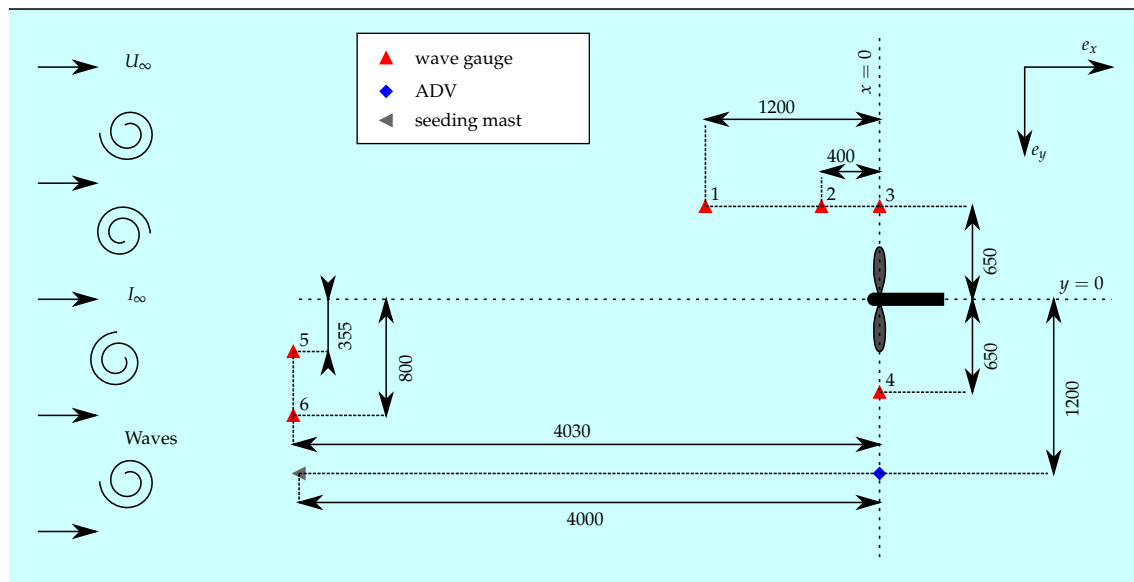 U∞
wave gauge
ADV
seeding mast
x = 0
e_x
e_y
1200
400
1
2
3
650
I∞
y = 0
5
355
800
650
4
6
1200
Waves
4030
4000